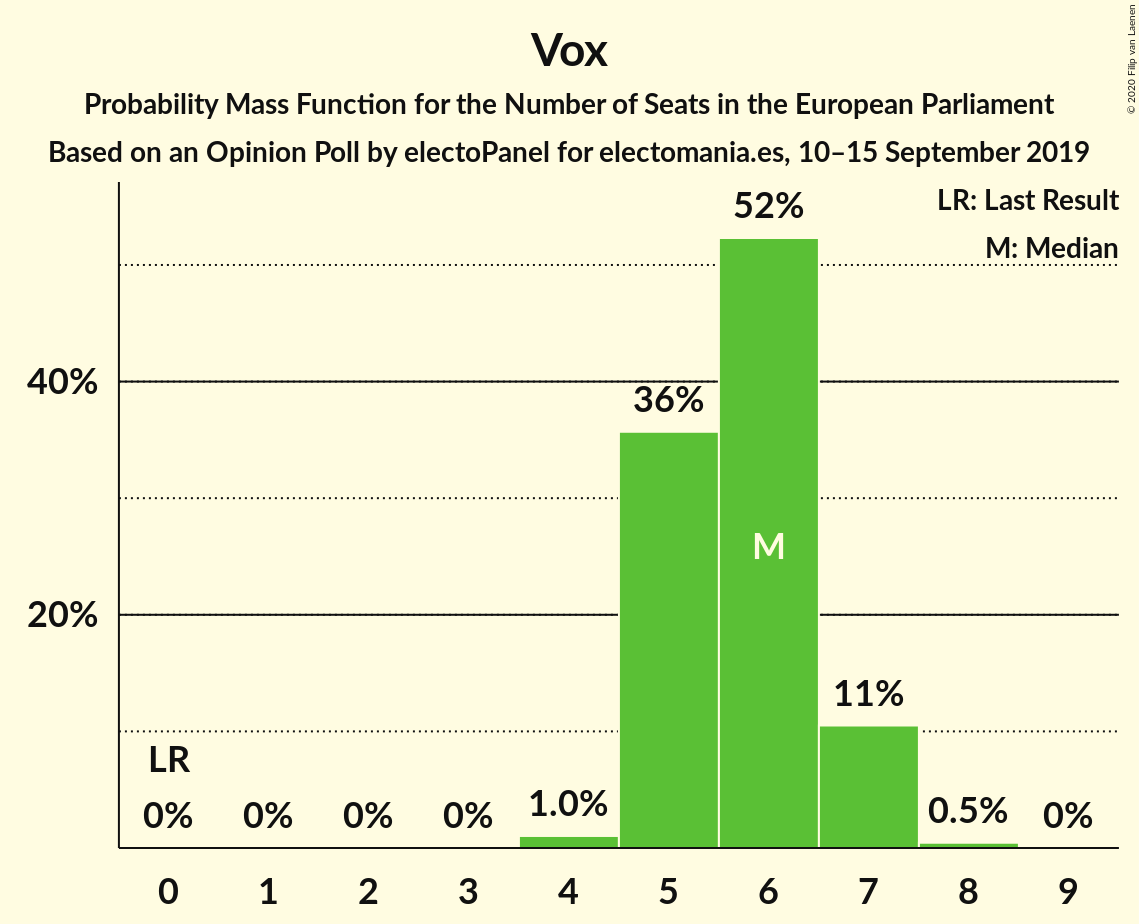 Vox
Probability Mass Function for the Number of Seats in the European Parliament
Based on an Opinion Poll by electoPanel for electomania.es, 10–15 September 2019
© 2020 Filip van Laenen
LR: Last Result
M: Median
52%
40%
36%
M
20%
11%
LR
0%
0%
0%
0%
1.0%
0.5%
0%
0
1
2
3
4
5
6
7
8
9